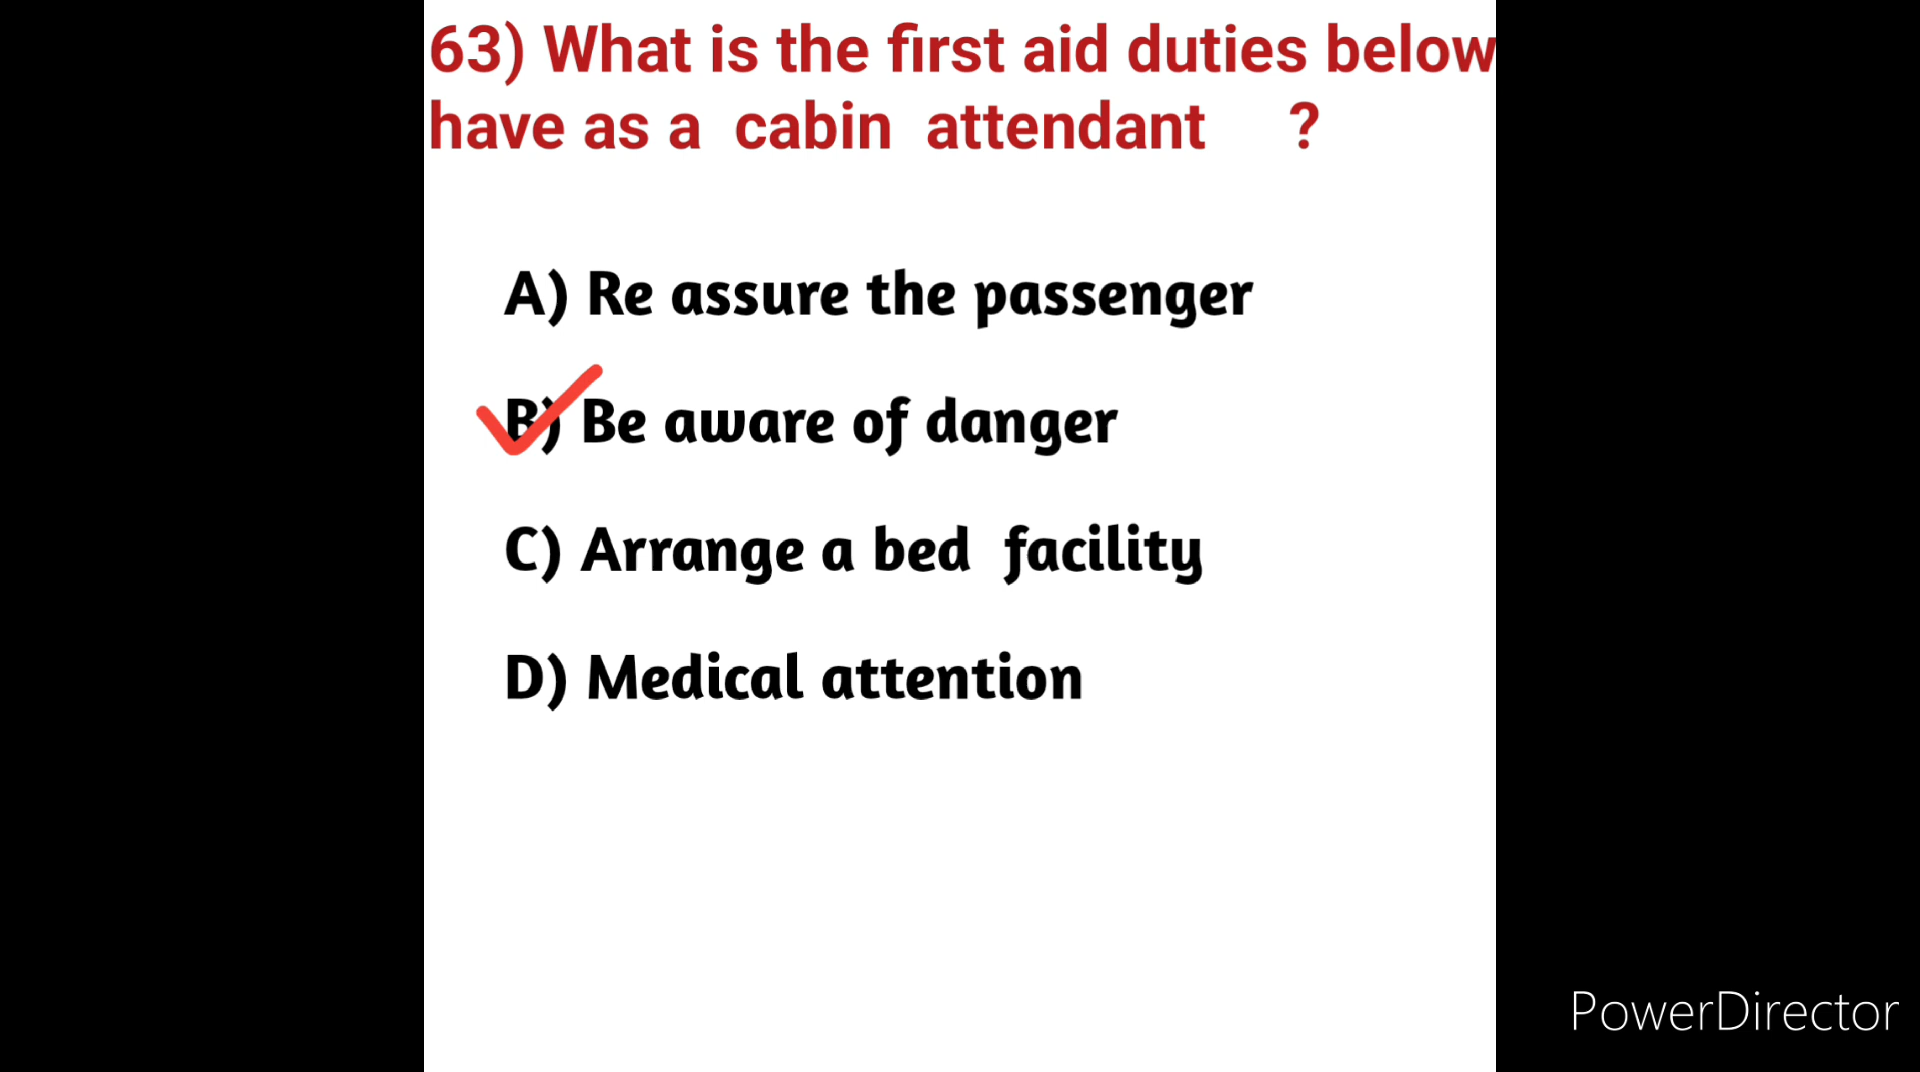 63) What is the first aid duties below
have as a cabin attendant ?
A) Re assure the passenger
B) Be aware of danger
C) Arrange a bed facility
D) Medical attention
PowerDirector